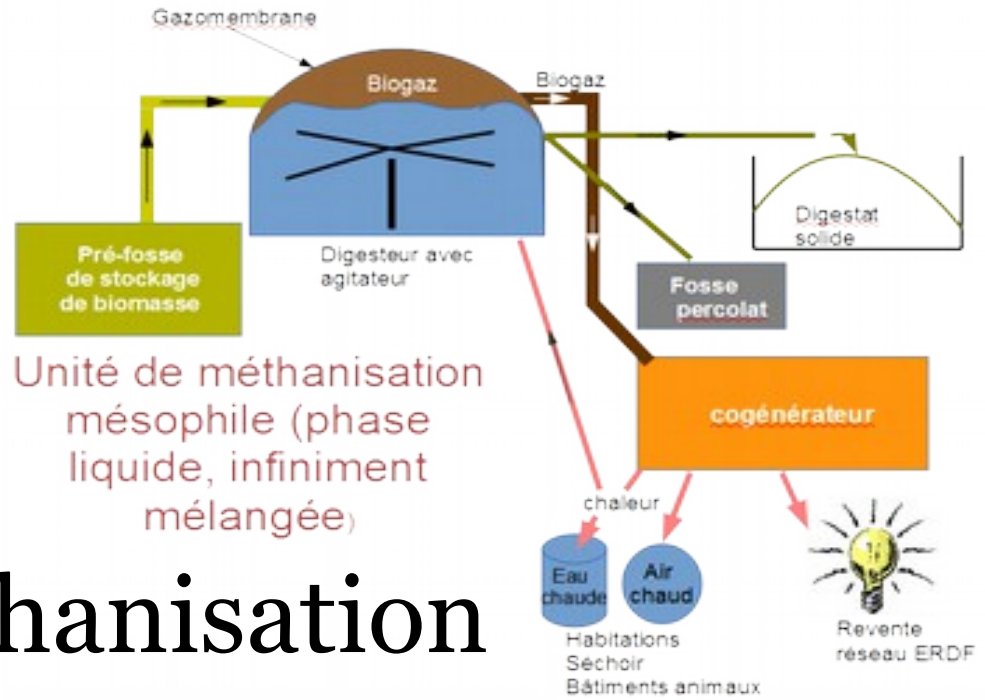 Gazomembrane
Biogaz
Biogaz
Digestat
solide
Digesteur avec
agitateur
Pré-fosse
de stockage
de biomasse
Fosse
percolat
Unité de méthanisation
mésophile (phase
liquide, infiniment
mélangée)
cogénérateur
chaleur
Eau
chaude
Air
chaud
Habitations
Séchoir
Bâtiments animaux
Revente
réseau ERDF
hanisation